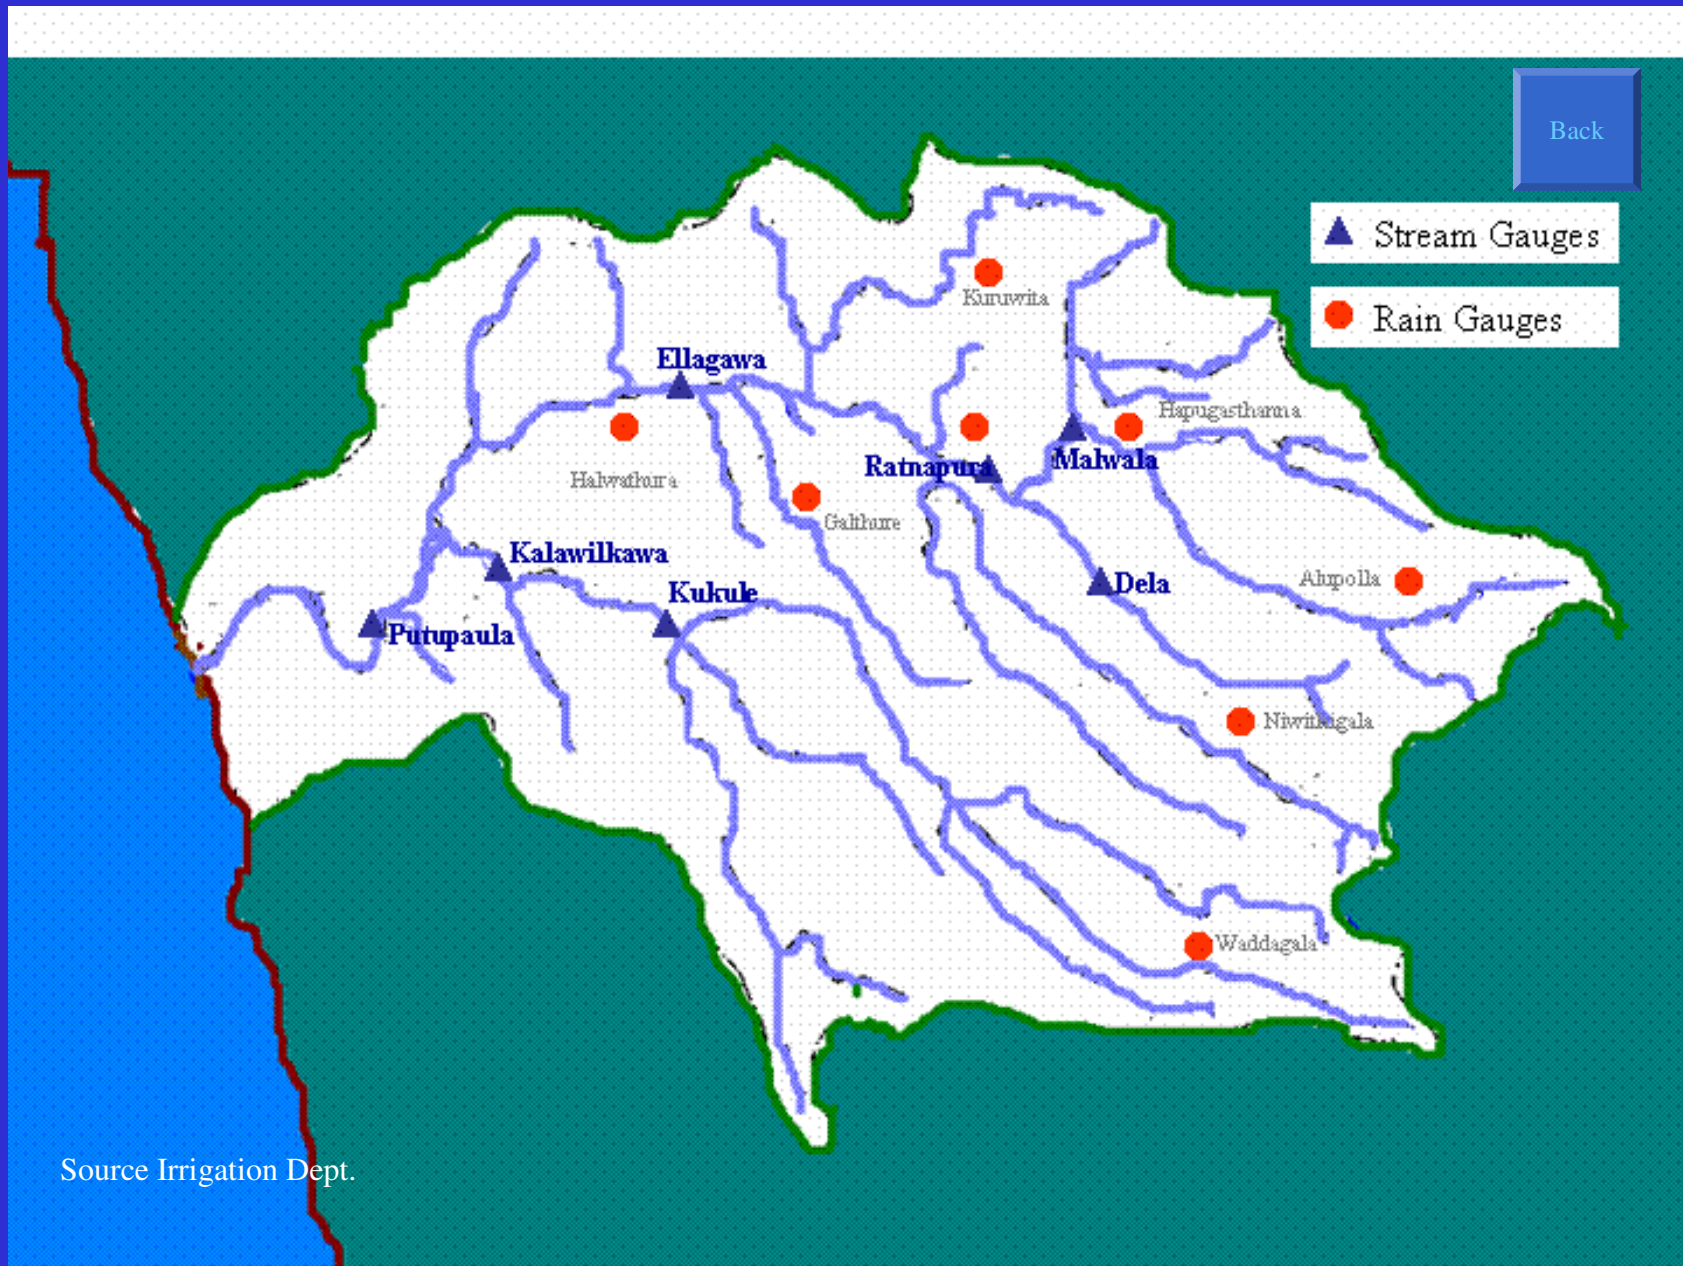 Back
Stream Gauges
Kuruwita
Rain Gauges
Ellagawa
Hapugasthanna
Ratnapura
Malwala
Halwathura
Galthure
Kalawilkawa
Alupolla
Dela
Kukule
Putupaula
Niwithigala
Waddagala
Source Irrigation Dept.